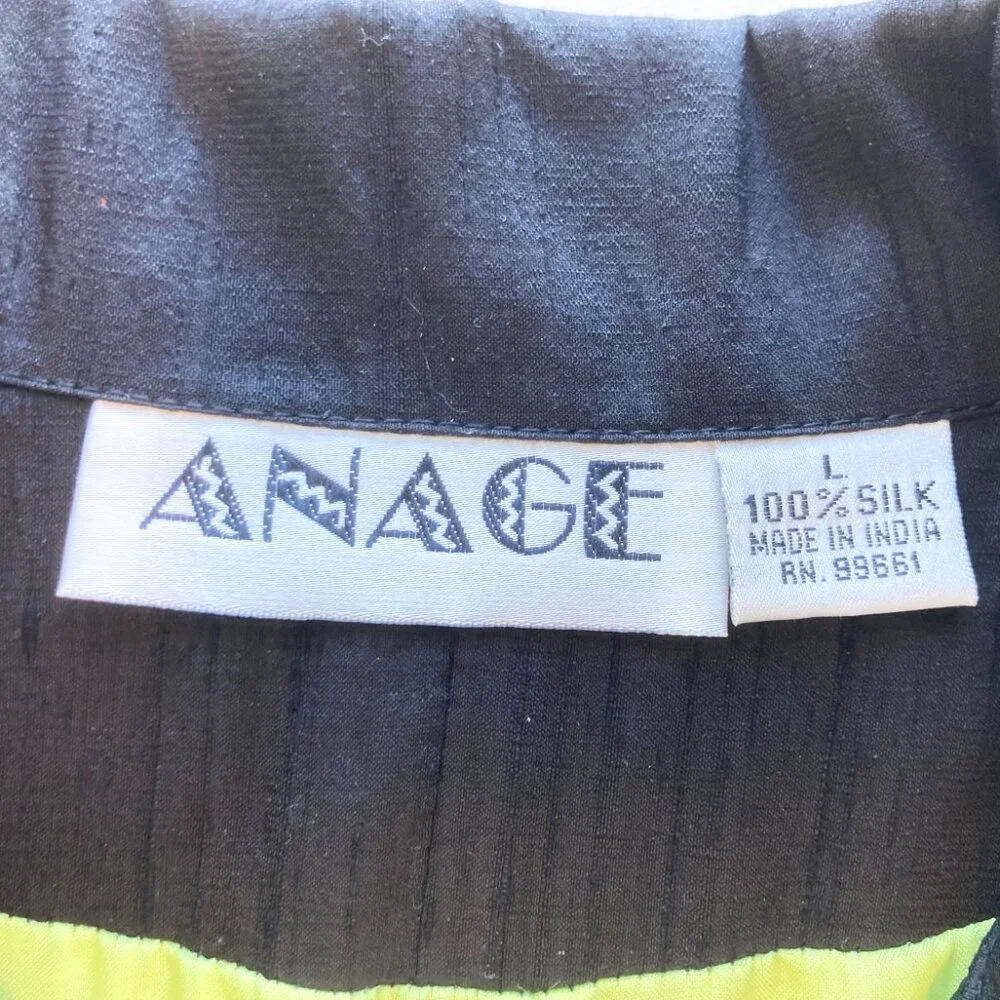 ANAGE
L
100% SILK
MADE IN INDIA
RN. 99661